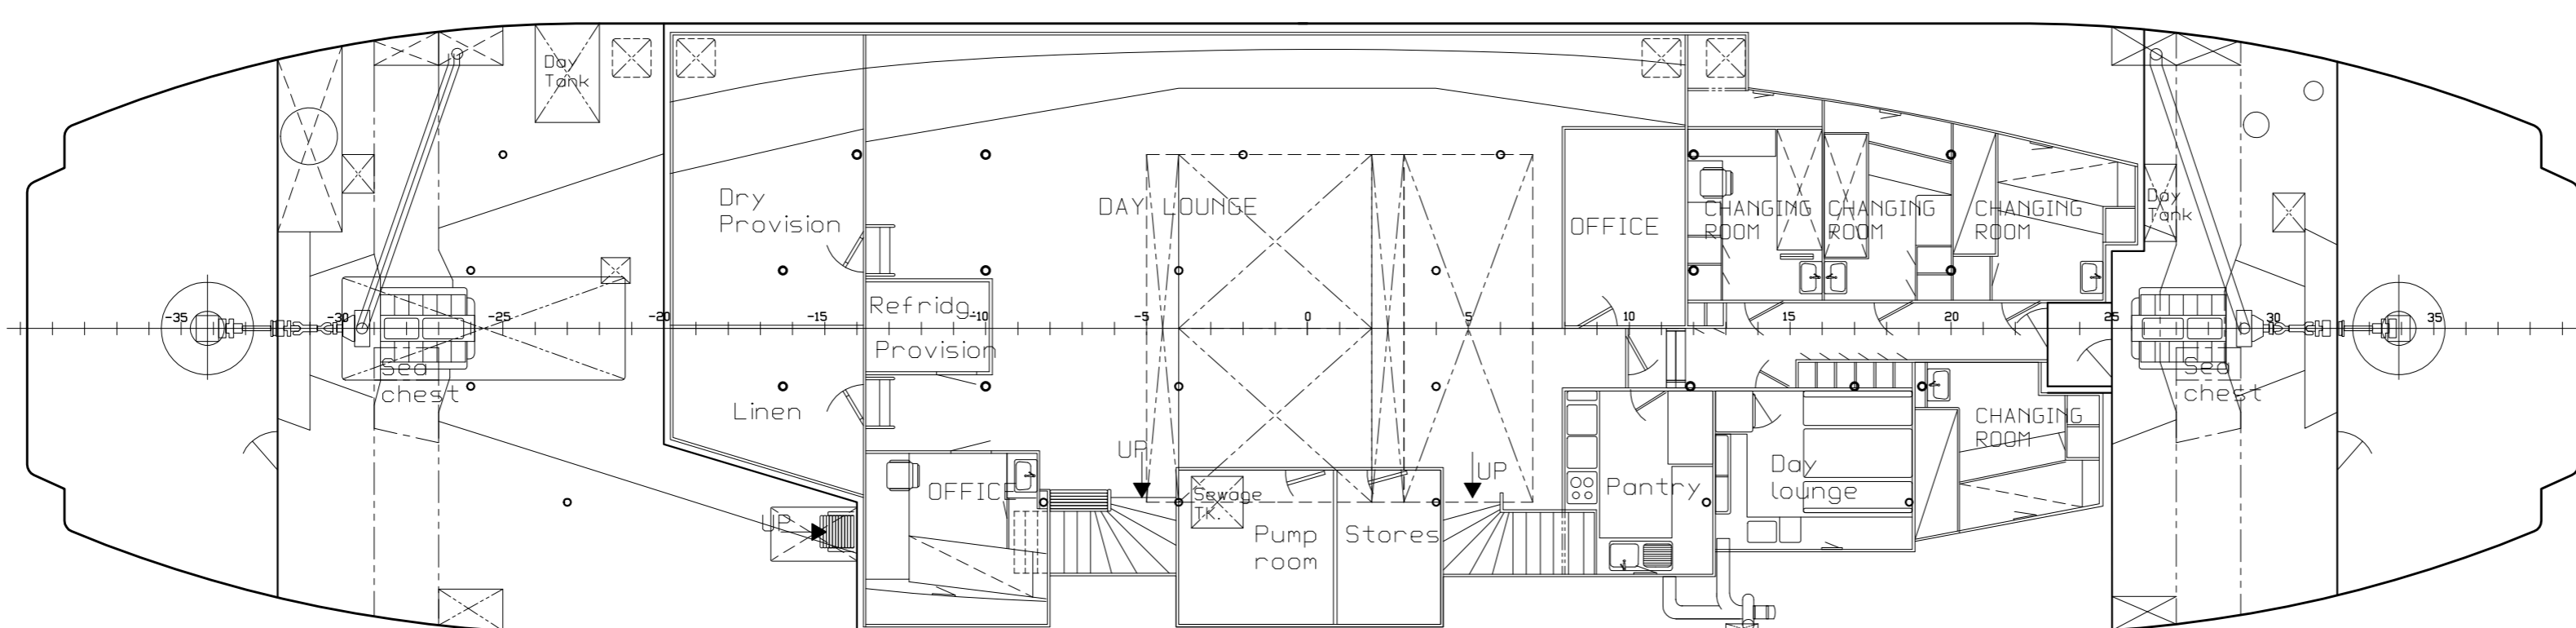 Day
Tank
Dry
Provision
DAY LOUNGE
OFFICE
CHANGING
ROOM
CHANGING
ROOM
CHANGING
ROOM
Day
Tank
Refridg.
-35
-30
-25
-20
-15
-10
-5
0
5
10
15
20
25
30
35
Provision
Sea
chest
Sea
chest
Linen
CHANGING
ROOM
UP
UP
OFFICE
Sewage
TK.
Pantry
Day
lounge
UP
Pump
room
Stores